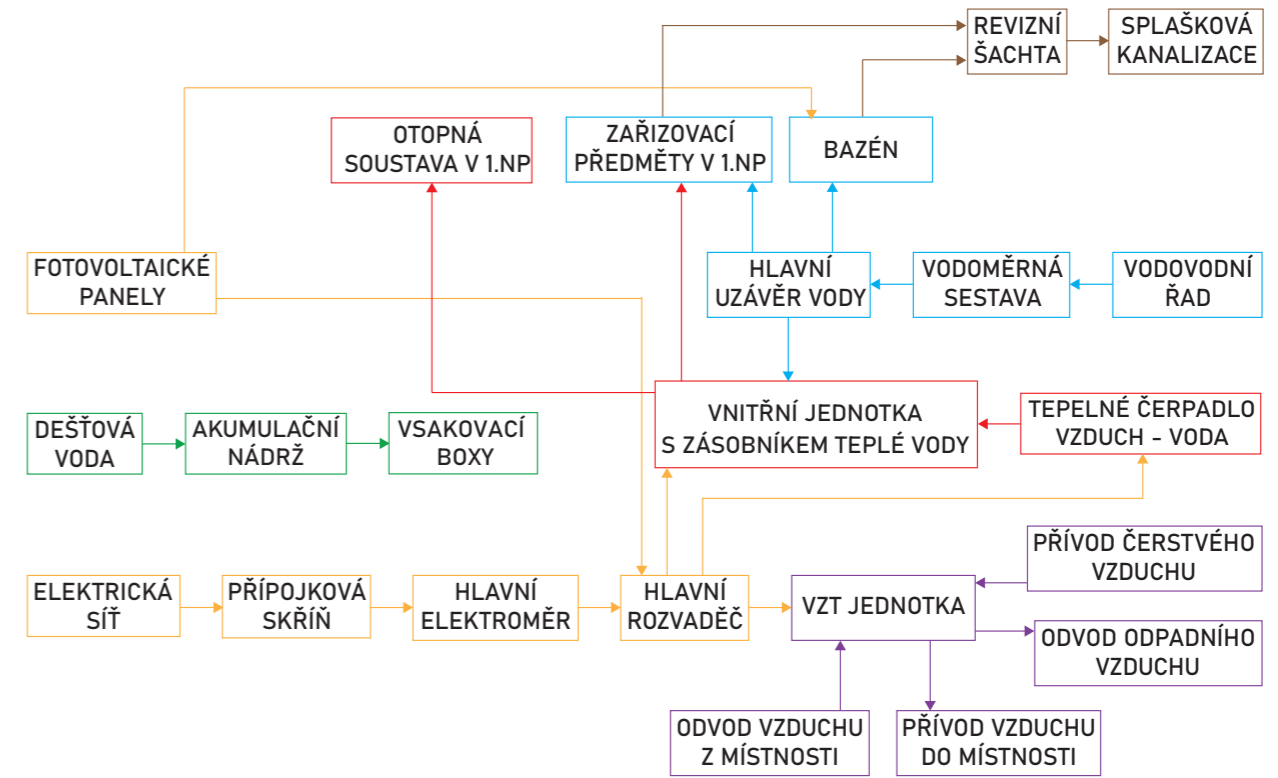 REVIZNÍ
ŠACHTA
SPLAŠKOVÁ
KANALIZACE
OTOPNÁ
SOUSTAVA V 1.NP
ZAŘIZOVACÍ
PŘEDMĚTY V 1.NP
BAZÉN
FOTOVOLTAICKÉ
PANELY
HLAVNÍ
UZÁVĚR VODY
VODOMĚRNÁ
SESTAVA
VODOVODNÍ
ŘAD
DEŠŤOVÁ
VODA
AKUMULAČNÍ
NÁDRŽ
VSAKOVACÍ
BOXY
VNITŘNÍ JEDNOTKA
S ZÁSOBNÍKEM TEPLÉ VODY
TEPELNÉ ČERPADLO
VZDUCH - VODA
ELEKTRICKÁ
SÍŤ
PŘÍPOJKOVÁ
SKŘÍŇ
HLAVNÍ
ELEKTROMĚR
HLAVNÍ
ROZVADĚČ
VZT JEDNOTKA
PŘÍVOD ČERSTVÉHO
VZDUCHU
ODVOD ODPADNÍHO
VZDUCHU
ODVOD VZDUCHU
Z MÍSTNOSTI
PŘÍVOD VZDUCHU
DO MÍSTNOSTI